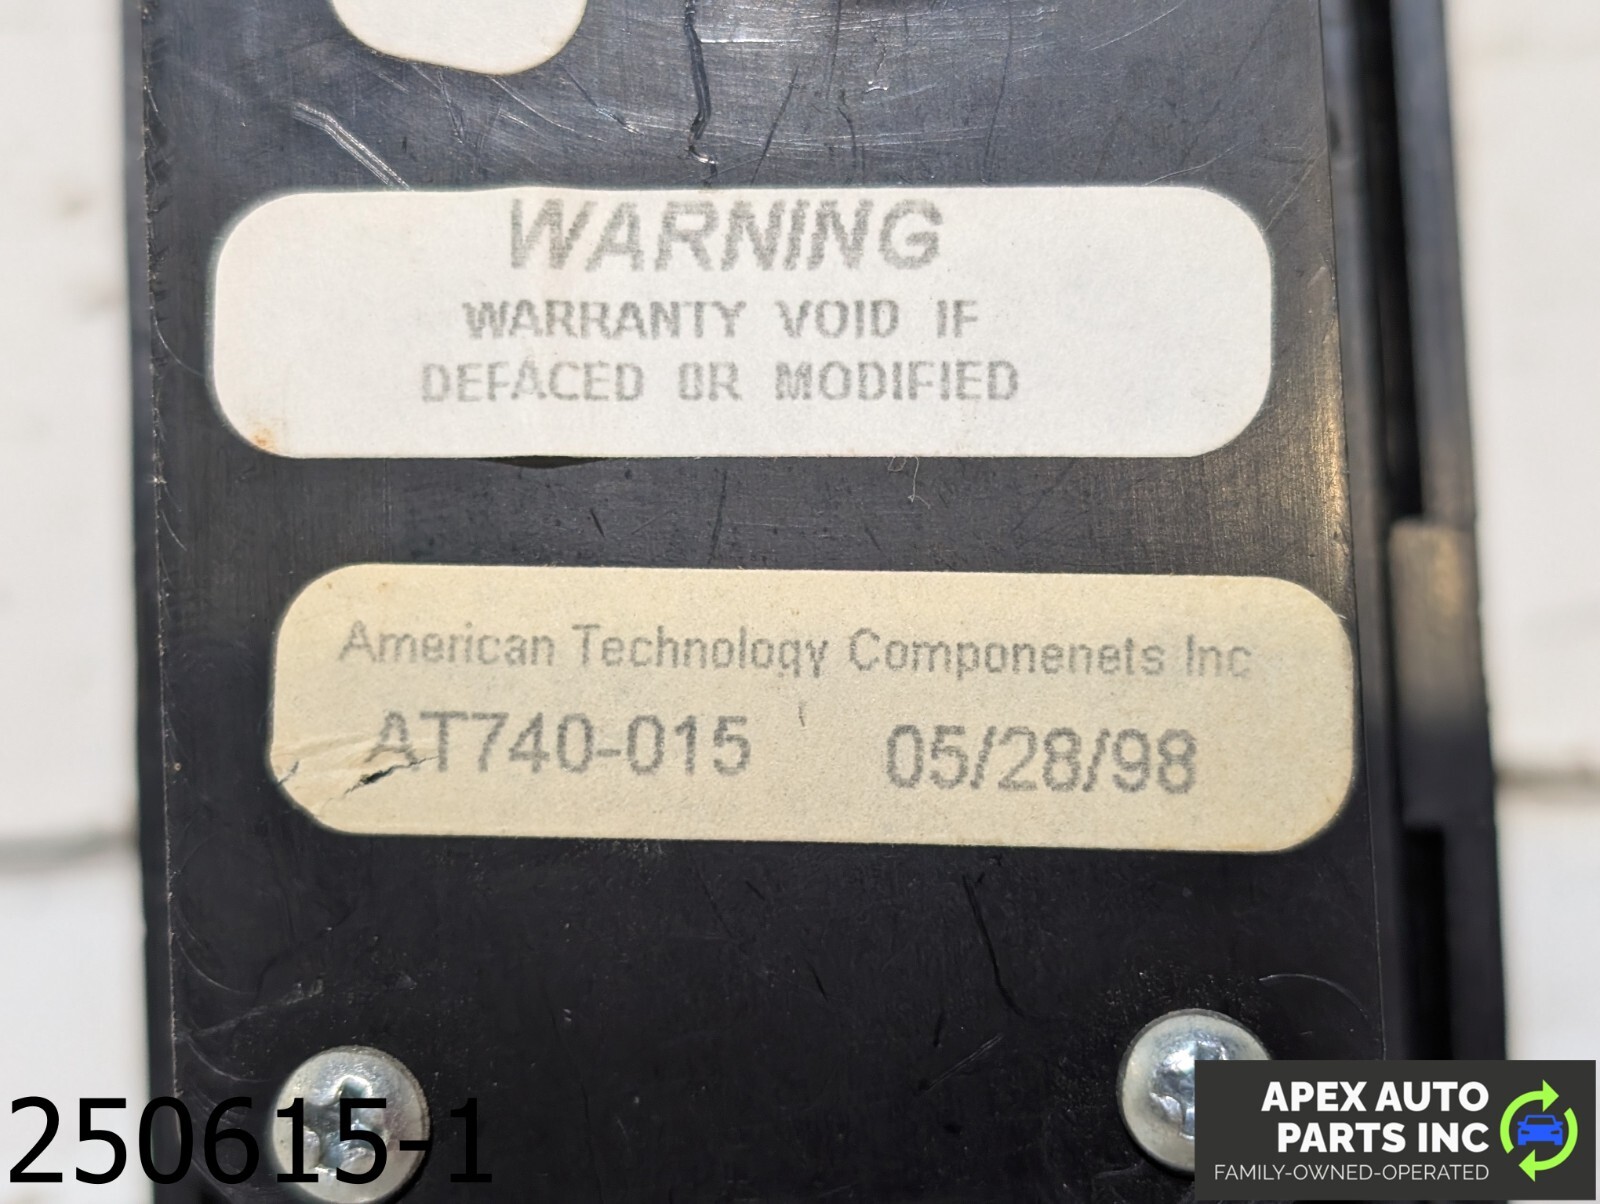 WARNING
WARRANTY VOID IF
DEFACED OR MODIFIED
American Technology Componenets Inc
AT740-015 05/28/98
250615-1
APEX AUTO
PARTS INC
FAMILY-OWNED-OPERATED